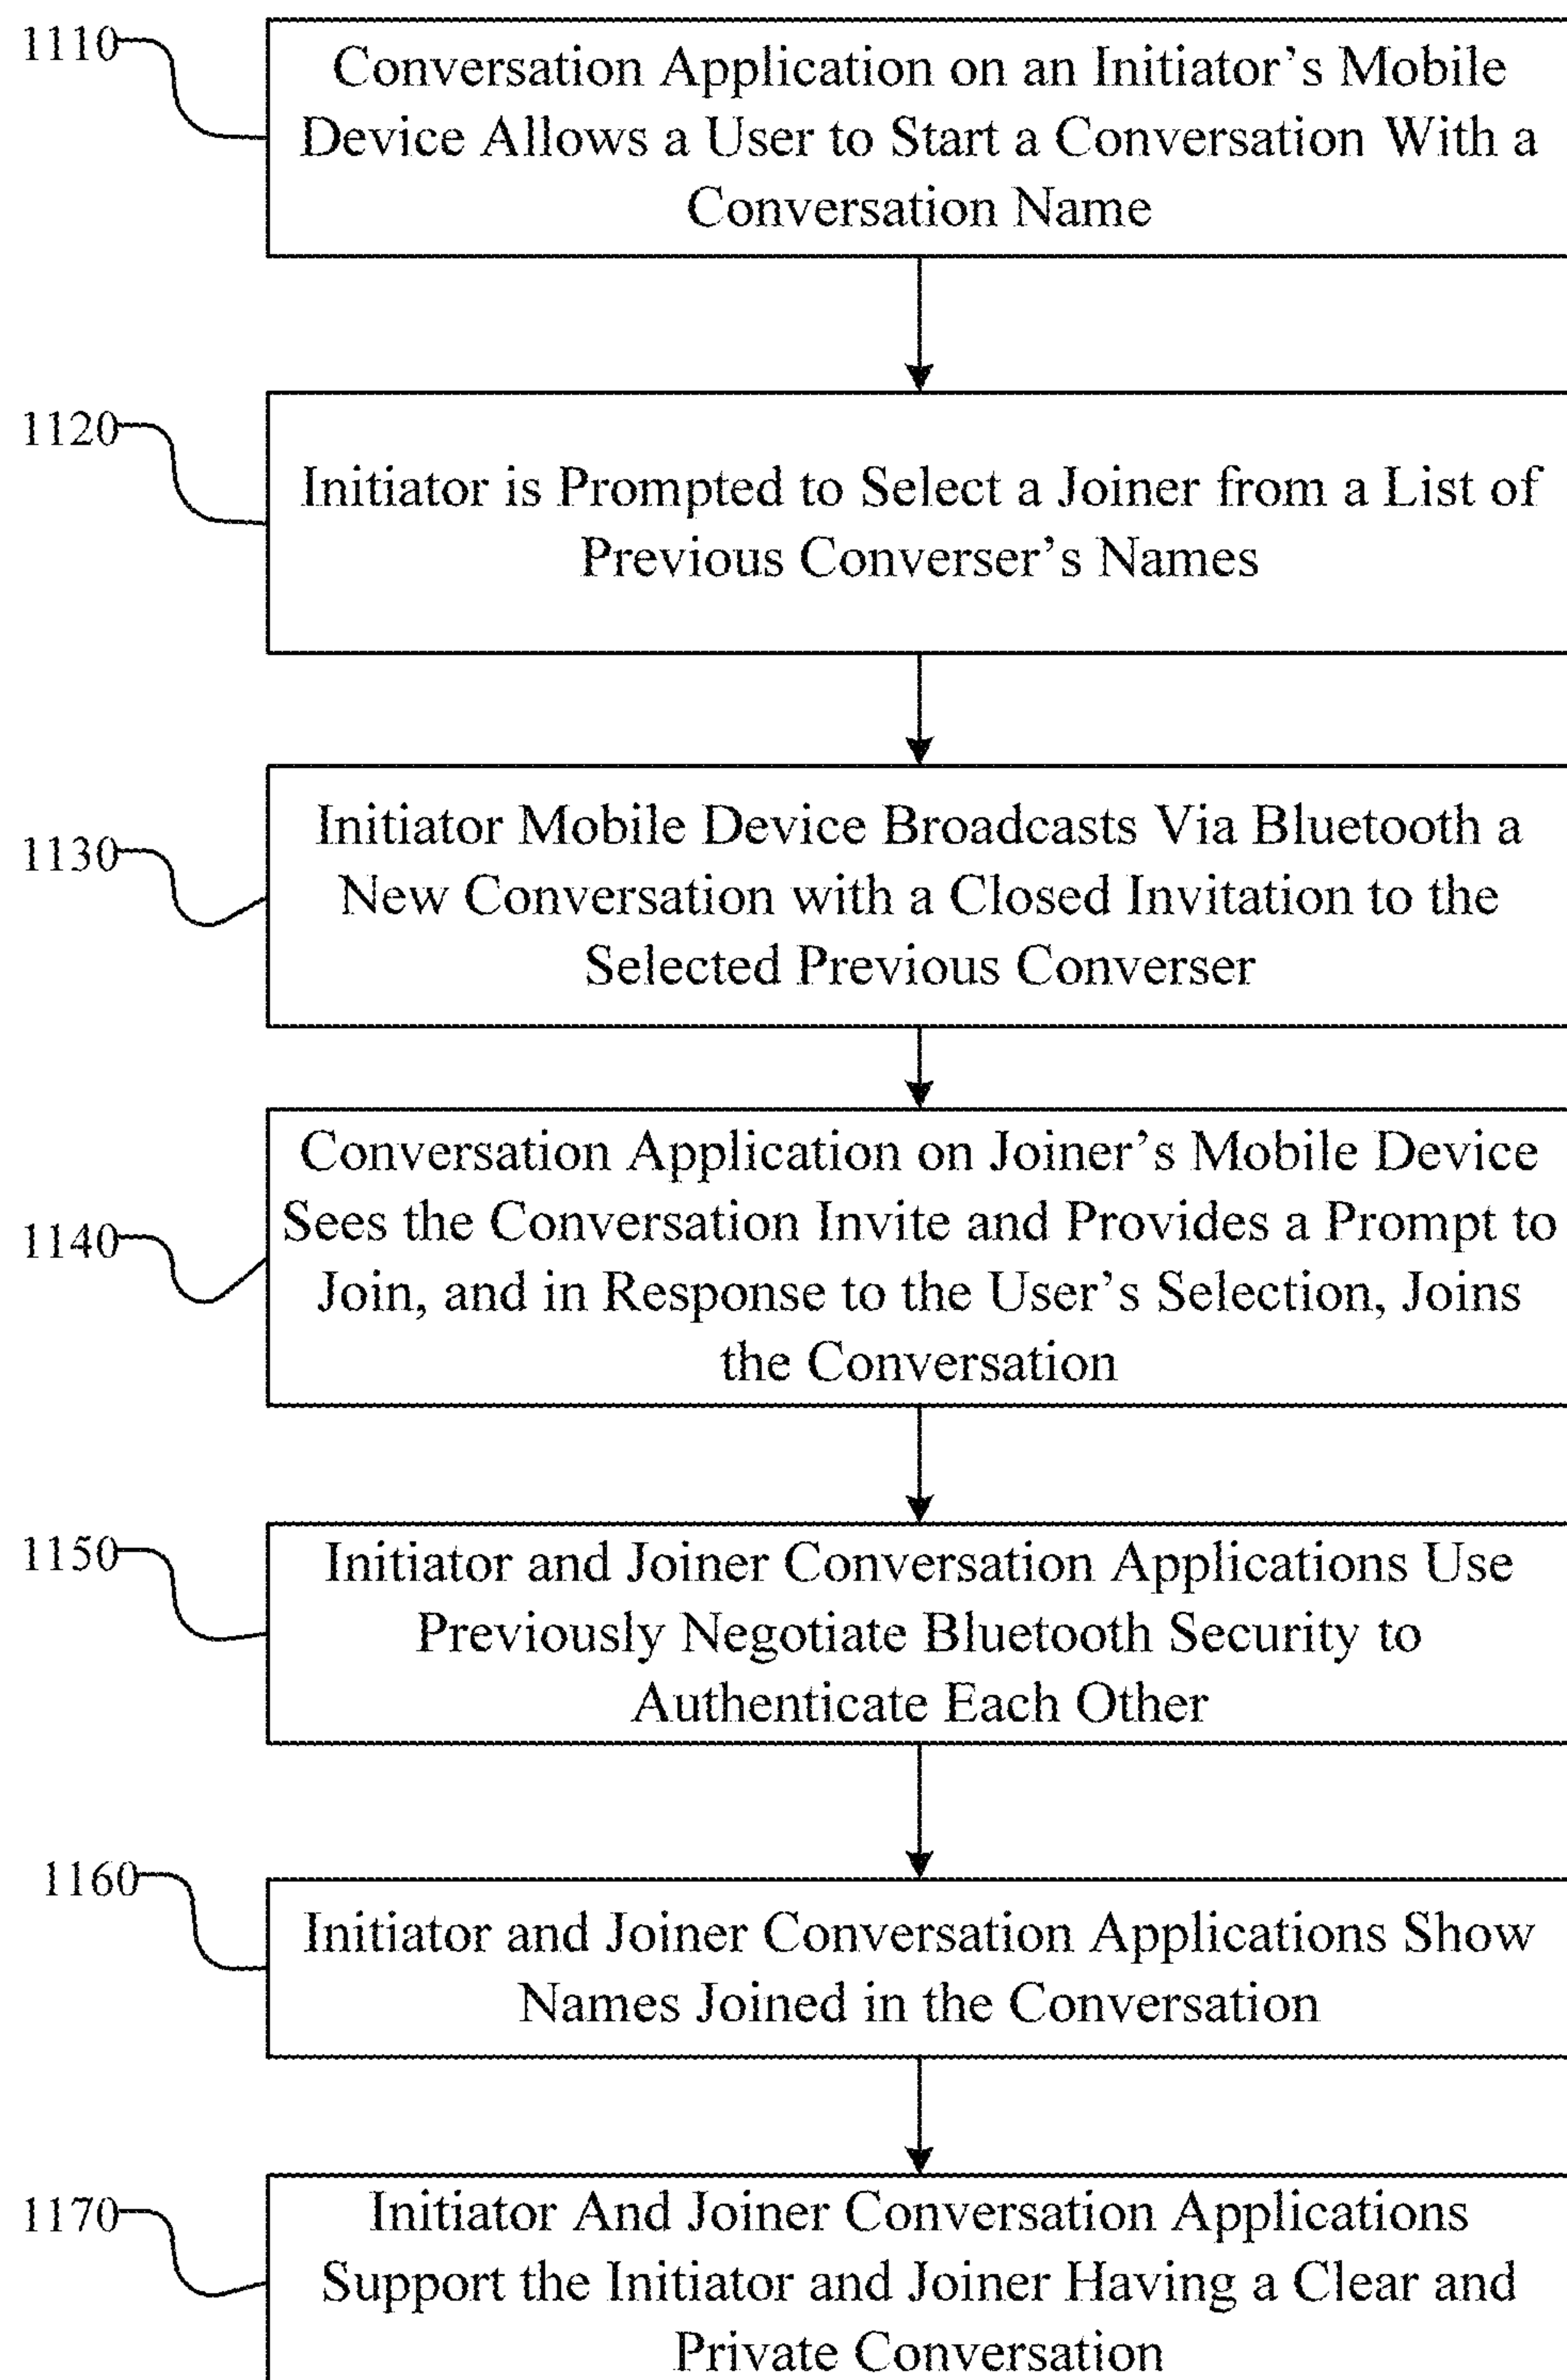 1110
Conversation Application on an Initiator's Mobile
Device Allows a User to Start a Conversation With a
Conversation Name
1120
Initiator is Prompted to Select a Joiner from a List of
Previous Converser's Names
1130
Initiator Mobile Device Broadcasts Via Bluetooth a
New Conversation with a Closed Invitation to the
Selected Previous Converser
1140
Conversation Application on Joiner's Mobile Device
Sees the Conversation Invite and Provides a Prompt to
Join, and in Response to the User's Selection, Joins
the Conversation
1150
Initiator and Joiner Conversation Applications Use
Previously Negotiate Bluetooth Security to
Authenticate Each Other
1160
Initiator and Joiner Conversation Applications Show
Names Joined in the Conversation
1170
Initiator And Joiner Conversation Applications
Support the Initiator and Joiner Having a Clear and
Private Conversation